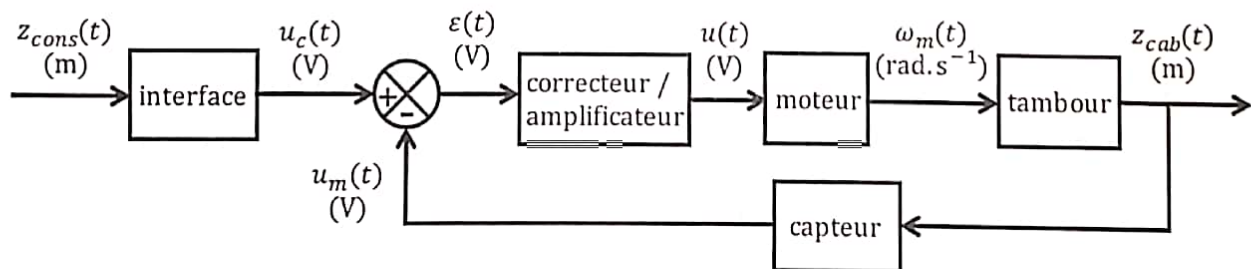 z_cons(t)
(m)
interface
u_c(t)
(V)
+
-
ε(t)
(V)
correcteur /
amplificateur
u(t)
(V)
moteur
ω_m(t)
(rad.s⁻¹)
tambour
z_cab(t)
(m)
u_m(t)
(V)
capteur